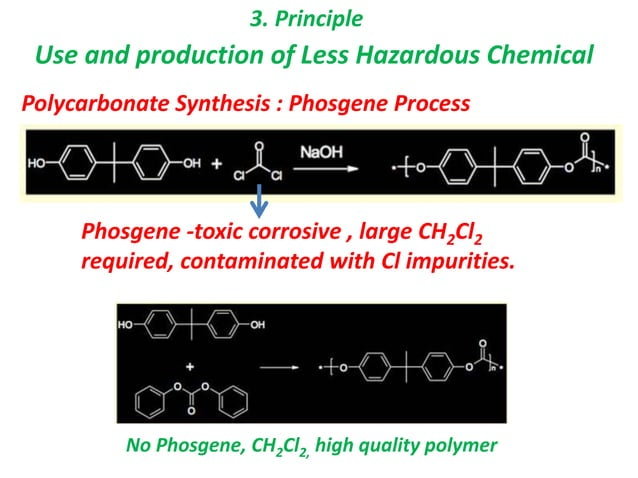 3. Principle
Use and production of Less Hazardous Chemical
Polycarbonate Synthesis : Phosgene Process
HO OH + Cl O Cl NaOH * O O O n *
Phosgene -toxic corrosive , large CH₂Cl₂
required, contaminated with Cl impurities.
HO OH
+
O O O
* O O O n *
No Phosgene, CH₂Cl₂, high quality polymer